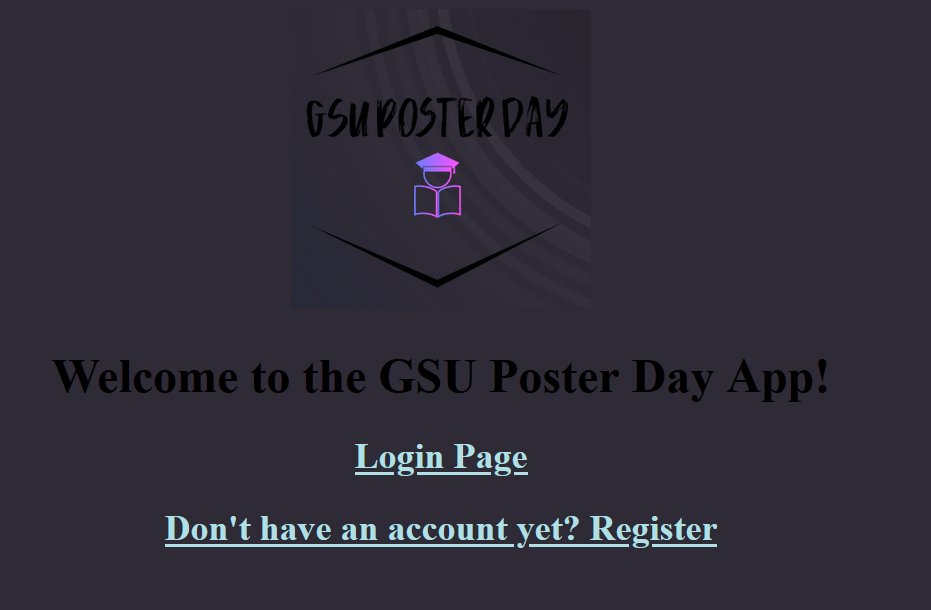 GSU POSTER DAY
Welcome to the GSU Poster Day App!
Login Page
Don't have an account yet? Register